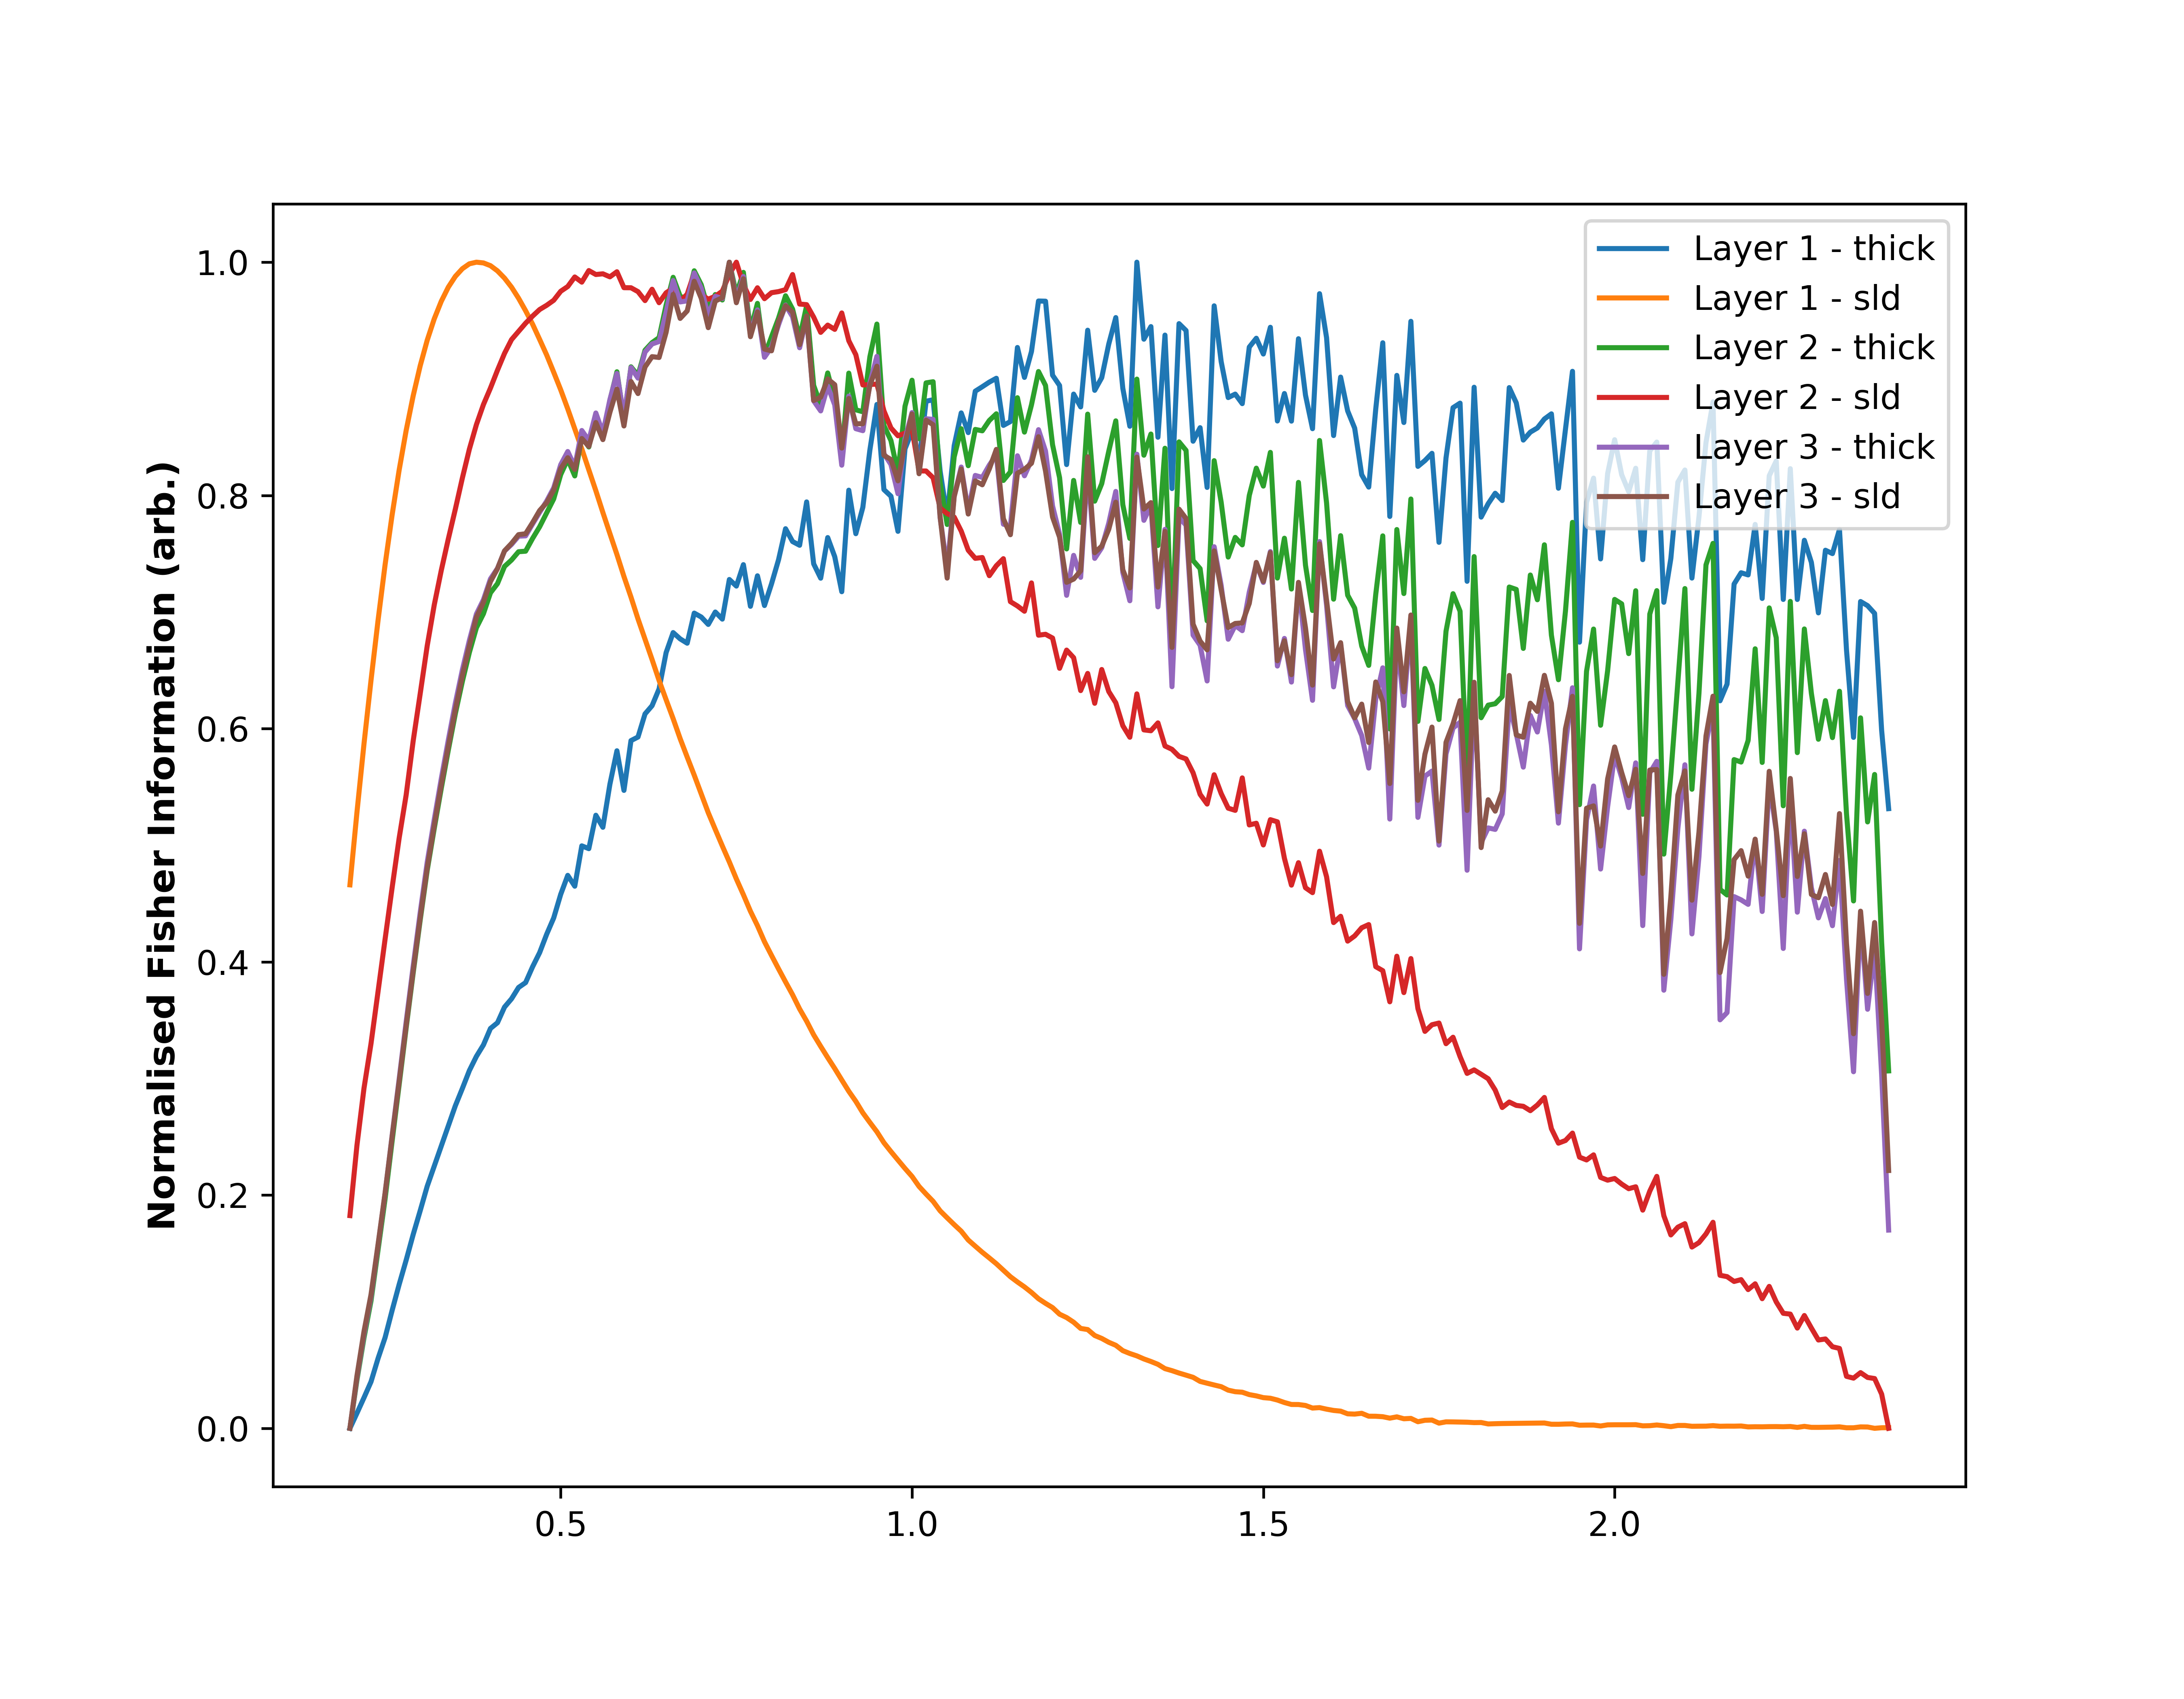 Normalised Fisher Information (arb.)
1.0
0.8
0.6
0.4
0.2
0.0
0.5 1.0 1.5 2.0
Layer 1 - thick
Layer 1 - sld
Layer 2 - thick
Layer 2 - sld
Layer 3 - thick
Layer 3 - sld